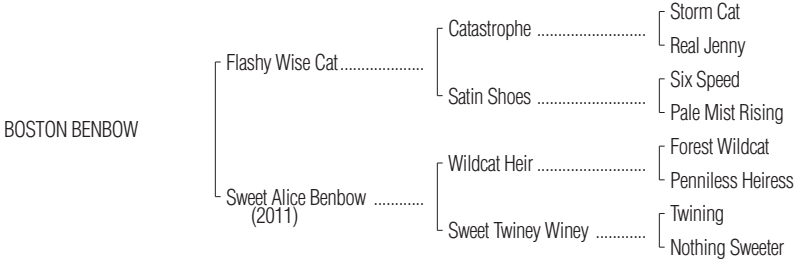 Storm Cat
Catastrophe ........................
Real Jenny
Flashy Wise Cat...................
Six Speed
Satin Shoes ........................
Pale Mist Rising
BOSTON BENBOW
Forest Wildcat
Wildcat Heir ........................
Penniless Heiress
Sweet Alice Benbow ...........
(2011)
Twining
Sweet Twiney Winey ...........
Nothing Sweeter